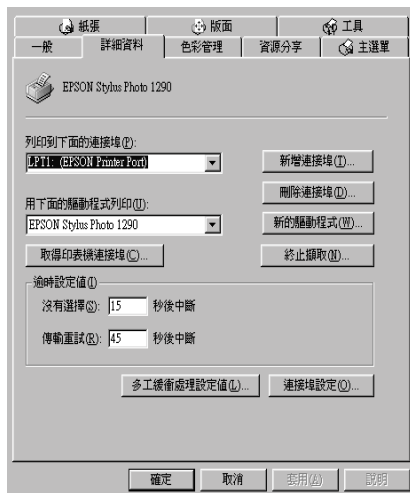 紙張 版面 工具
一般 詳細資料 色彩管理 資源分享 主選單
EPSON Stylus Photo 1290
列印到下面的連接埠(P):
LPT1: (EPSON Printer Port)
新增連接埠(T)...
刪除連接埠(D)...
用下面的驅動程式列印(U):
EPSON Stylus Photo 1290
新的驅動程式(W)...
取得印表機連接埠(C)...
終止擷取(N)...
逾時設定值(I)
沒有選擇(S): 15 秒後中斷
傳輸重試(R): 45 秒後中斷
多工緩衝處理設定值(L)...
連接埠設定(O)...
確定 取消 套用(A) 說明